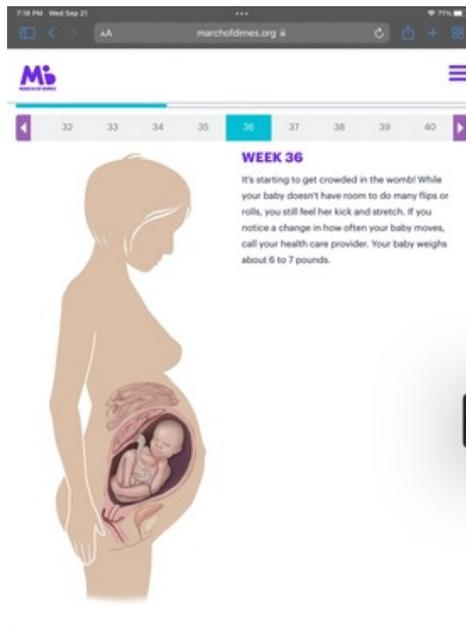 7:18 PM Wed Sep 21
71%
AA
marchofdimes.org
MARCH OF DIMES
32 33 34 35 36 37 38 39 40
WEEK 36
It's starting to get crowded in the womb! While
your baby doesn't have room to do many flips or
rolls, you still feel her kick and stretch. If you
notice a change in how often your baby moves,
call your health care provider. Your baby weighs
about 6 to 7 pounds.